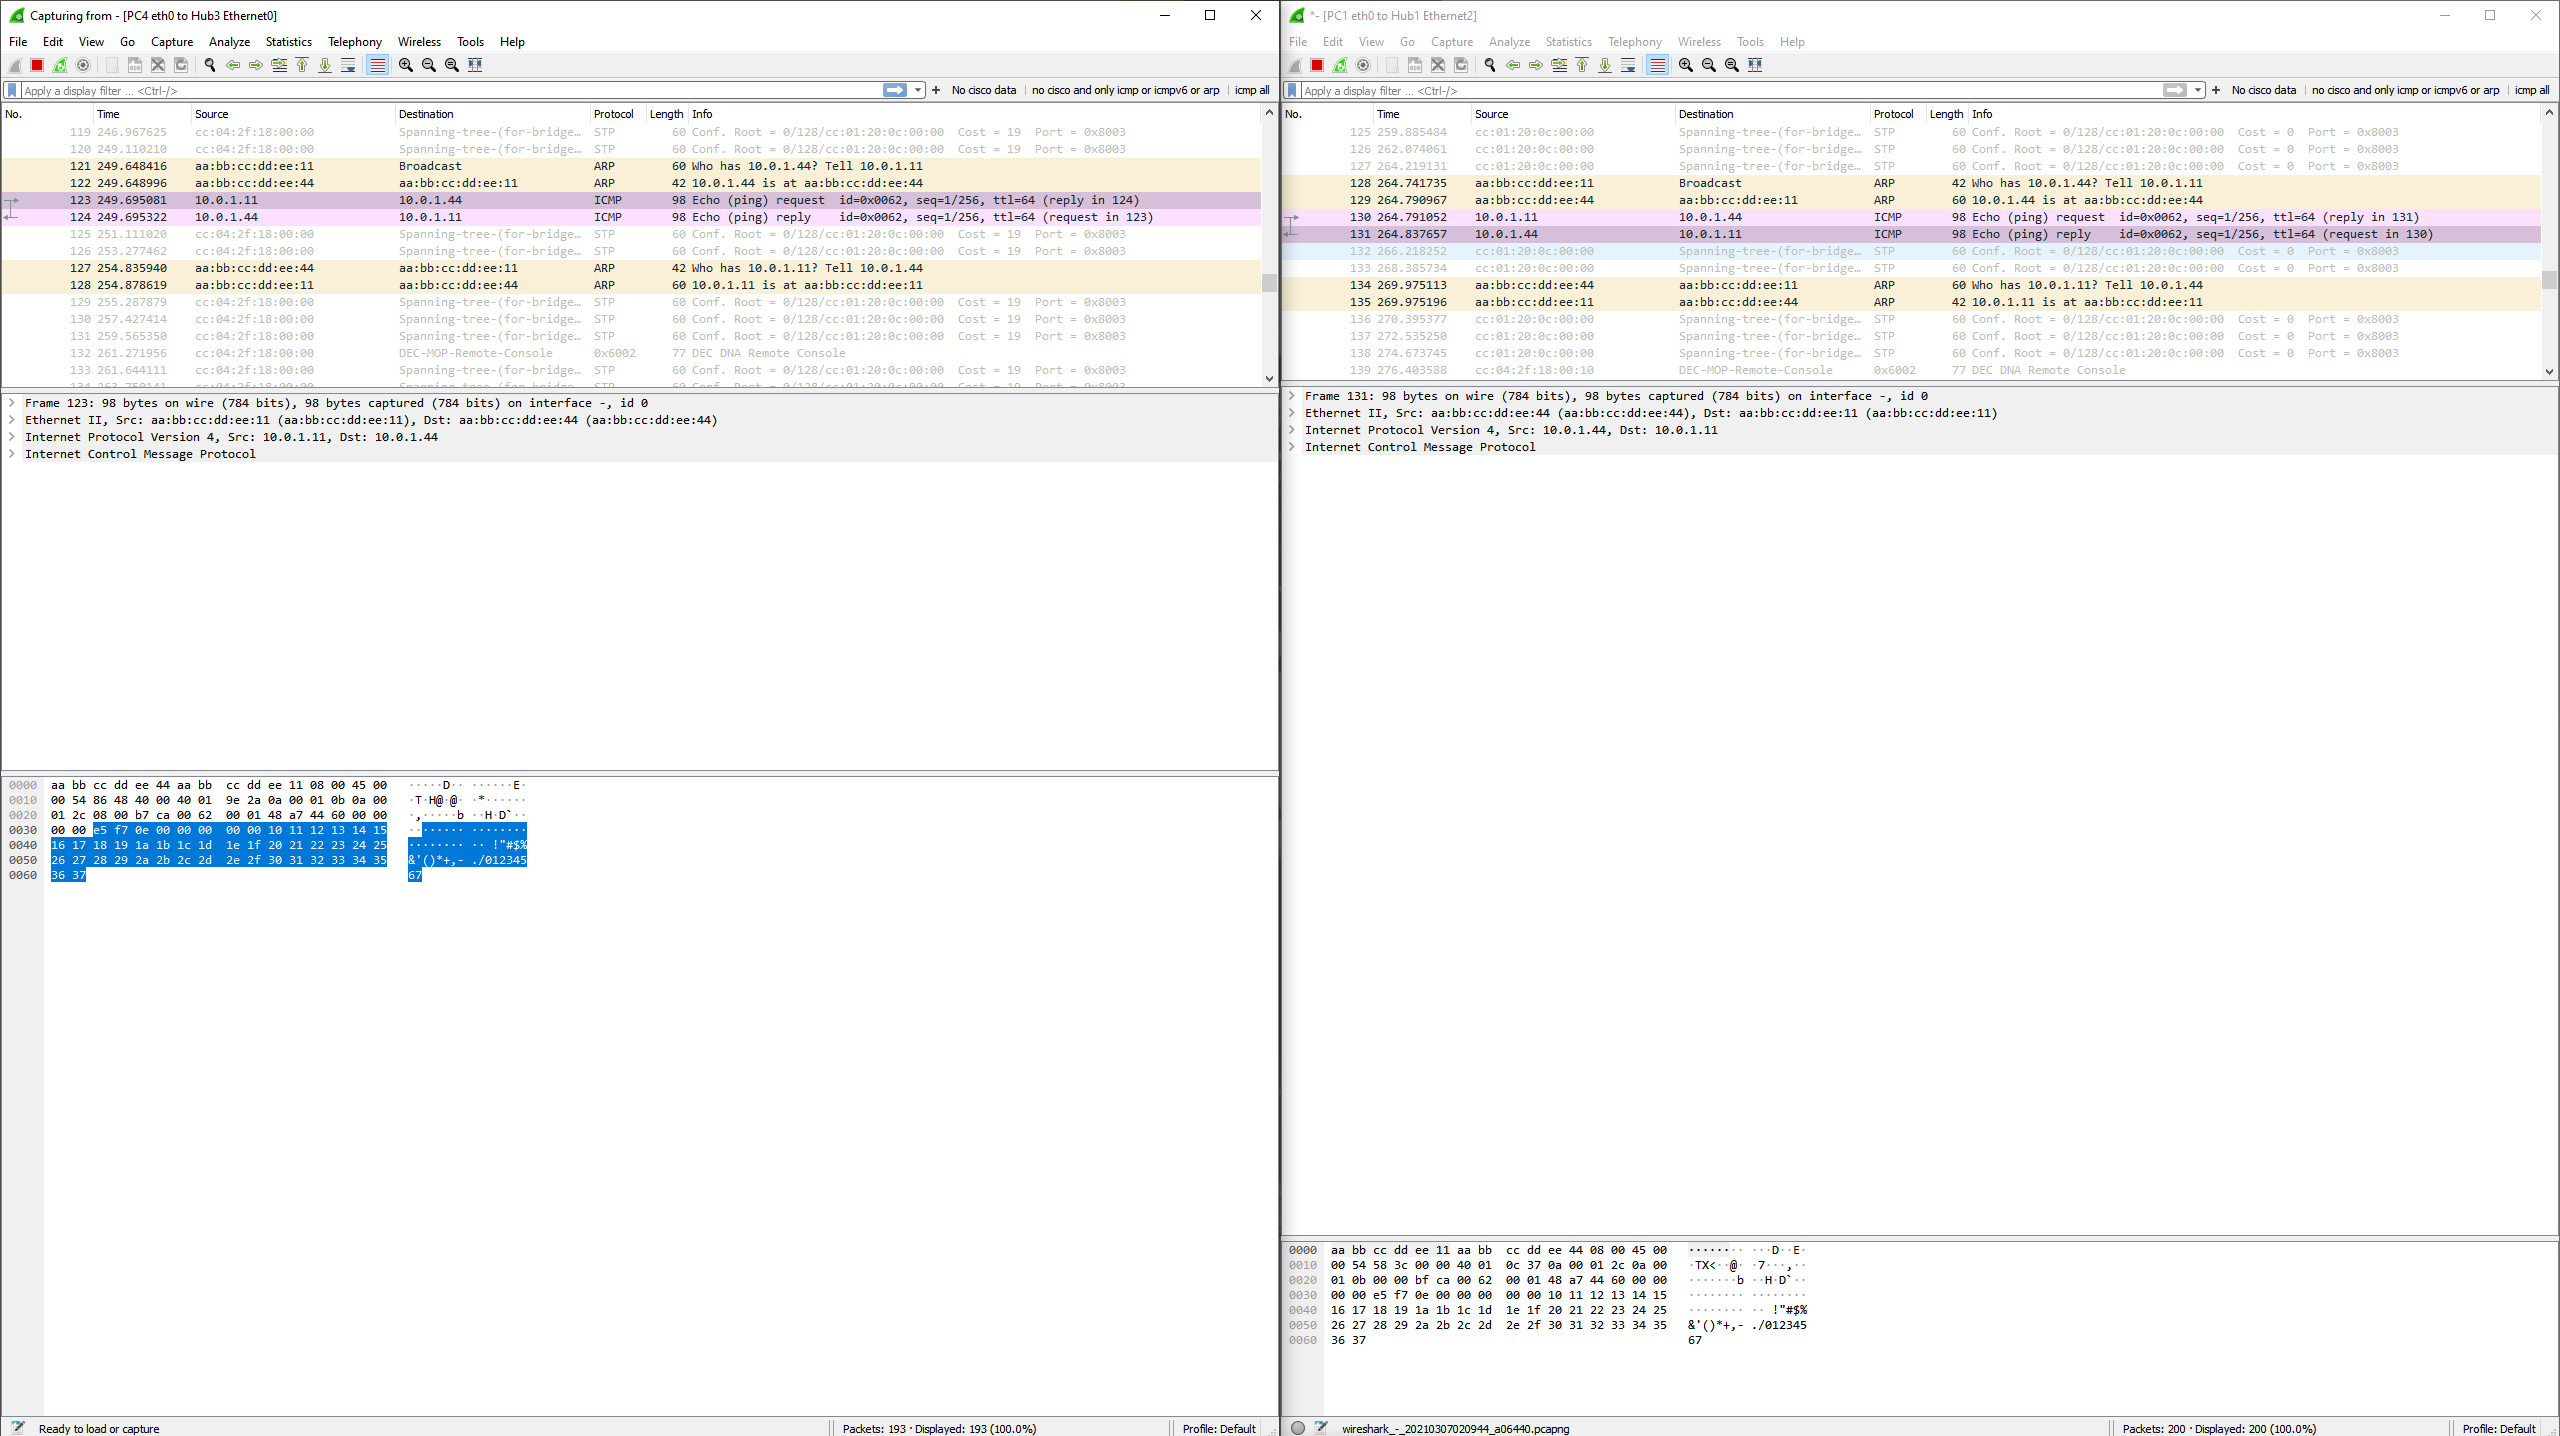 Capturing from - [PC4 eth0 to Hub3 Ethernet0]
File Edit View Go Capture Analyze Statistics Telephony Wireless Tools Help
Apply a display filter ... <Ctrl-/> + No cisco data no cisco and only icmp or icmpv6 or arp icmp all
No. Time Source Destination Protocol Length Info
119 246.967625 cc:04:2f:18:00:00 Spanning-tree-(for-bridge… STP 60 Conf. Root = 0/128/cc:01:20:0c:00:00 Cost = 19 Port = 0x8003
120 249.110210 cc:04:2f:18:00:00 Spanning-tree-(for-bridge… STP 60 Conf. Root = 0/128/cc:01:20:0c:00:00 Cost = 19 Port = 0x8003
121 249.648416 aa:bb:cc:dd:ee:11 Broadcast ARP 60 Who has 10.0.1.44? Tell 10.0.1.11
122 249.648996 aa:bb:cc:dd:ee:44 aa:bb:cc:dd:ee:11 ARP 42 10.0.1.44 is at aa:bb:cc:dd:ee:44
123 249.695081 10.0.1.11 10.0.1.44 ICMP 98 Echo (ping) request id=0x0062, seq=1/256, ttl=64 (reply in 124)
124 249.695322 10.0.1.44 10.0.1.11 ICMP 98 Echo (ping) reply id=0x0062, seq=1/256, ttl=64 (request in 123)
125 251.111020 cc:04:2f:18:00:00 Spanning-tree-(for-bridge… STP 60 Conf. Root = 0/128/cc:01:20:0c:00:00 Cost = 19 Port = 0x8003
126 253.277462 cc:04:2f:18:00:00 Spanning-tree-(for-bridge… STP 60 Conf. Root = 0/128/cc:01:20:0c:00:00 Cost = 19 Port = 0x8003
127 254.835940 aa:bb:cc:dd:ee:44 aa:bb:cc:dd:ee:11 ARP 42 Who has 10.0.1.11? Tell 10.0.1.44
128 254.878619 aa:bb:cc:dd:ee:11 aa:bb:cc:dd:ee:44 ARP 60 10.0.1.11 is at aa:bb:cc:dd:ee:11
129 255.287879 cc:04:2f:18:00:00 Spanning-tree-(for-bridge… STP 60 Conf. Root = 0/128/cc:01:20:0c:00:00 Cost = 19 Port = 0x8003
130 257.427414 cc:04:2f:18:00:00 Spanning-tree-(for-bridge… STP 60 Conf. Root = 0/128/cc:01:20:0c:00:00 Cost = 19 Port = 0x8003
131 259.565350 cc:04:2f:18:00:00 Spanning-tree-(for-bridge… STP 60 Conf. Root = 0/128/cc:01:20:0c:00:00 Cost = 19 Port = 0x8003
132 261.271956 cc:04:2f:18:00:00 DEC-MOP-Remote-Console 0x6002 77 DEC DNA Remote Console
133 261.644111 cc:04:2f:18:00:00 Spanning-tree-(for-bridge… STP 60 Conf. Root = 0/128/cc:01:20:0c:00:00 Cost = 19 Port = 0x8003
Frame 123: 98 bytes on wire (784 bits), 98 bytes captured (784 bits) on interface -, id 0
Ethernet II, Src: aa:bb:cc:dd:ee:11 (aa:bb:cc:dd:ee:11), Dst: aa:bb:cc:dd:ee:44 (aa:bb:cc:dd:ee:44)
Internet Protocol Version 4, Src: 10.0.1.11, Dst: 10.0.1.44
Internet Control Message Protocol
0000 aa bb cc dd ee 44 aa bb cc dd ee 11 08 00 45 00 ·····D·· ······E·
0010 00 54 86 48 40 00 40 01 9e 2a 0a 00 01 0b 0a 00 ·T·H@·@· ·*······
0020 01 2c 08 00 b7 ca 00 62 00 01 48 a7 44 60 00 00 ·,·····b ··H·D`··
0030 00 00 e5 f7 0e 00 00 00 00 00 10 11 12 13 14 15 ········ ········
0040 16 17 18 19 1a 1b 1c 1d 1e 1f 20 21 22 23 24 25 ········ ·· !"#$%
0050 26 27 28 29 2a 2b 2c 2d 2e 2f 30 31 32 33 34 35 &'()*+,- ./012345
0060 36 37 67
Ready to load or capture Packets: 193 · Displayed: 193 (100.0%) Profile: Default
*- [PC1 eth0 to Hub1 Ethernet2]
File Edit View Go Capture Analyze Statistics Telephony Wireless Tools Help
Apply a display filter ... <Ctrl-/> + No cisco data no cisco and only icmp or icmpv6 or arp icmp all
No. Time Source Destination Protocol Length Info
125 259.885484 cc:01:20:0c:00:00 Spanning-tree-(for-bridge… STP 60 Conf. Root = 0/128/cc:01:20:0c:00:00 Cost = 0 Port = 0x8003
126 262.074061 cc:01:20:0c:00:00 Spanning-tree-(for-bridge… STP 60 Conf. Root = 0/128/cc:01:20:0c:00:00 Cost = 0 Port = 0x8003
127 264.219131 cc:01:20:0c:00:00 Spanning-tree-(for-bridge… STP 60 Conf. Root = 0/128/cc:01:20:0c:00:00 Cost = 0 Port = 0x8003
128 264.741735 aa:bb:cc:dd:ee:11 Broadcast ARP 42 Who has 10.0.1.44? Tell 10.0.1.11
129 264.790967 aa:bb:cc:dd:ee:44 aa:bb:cc:dd:ee:11 ARP 60 10.0.1.44 is at aa:bb:cc:dd:ee:44
130 264.791052 10.0.1.11 10.0.1.44 ICMP 98 Echo (ping) request id=0x0062, seq=1/256, ttl=64 (reply in 131)
131 264.837657 10.0.1.44 10.0.1.11 ICMP 98 Echo (ping) reply id=0x0062, seq=1/256, ttl=64 (request in 130)
132 266.218252 cc:01:20:0c:00:00 Spanning-tree-(for-bridge… STP 60 Conf. Root = 0/128/cc:01:20:0c:00:00 Cost = 0 Port = 0x8003
133 268.385734 cc:01:20:0c:00:00 Spanning-tree-(for-bridge… STP 60 Conf. Root = 0/128/cc:01:20:0c:00:00 Cost = 0 Port = 0x8003
134 269.975113 aa:bb:cc:dd:ee:44 aa:bb:cc:dd:ee:11 ARP 60 Who has 10.0.1.11? Tell 10.0.1.44
135 269.975196 aa:bb:cc:dd:ee:11 aa:bb:cc:dd:ee:44 ARP 42 10.0.1.11 is at aa:bb:cc:dd:ee:11
136 270.395377 cc:01:20:0c:00:00 Spanning-tree-(for-bridge… STP 60 Conf. Root = 0/128/cc:01:20:0c:00:00 Cost = 0 Port = 0x8003
137 272.535250 cc:01:20:0c:00:00 Spanning-tree-(for-bridge… STP 60 Conf. Root = 0/128/cc:01:20:0c:00:00 Cost = 0 Port = 0x8003
138 274.673745 cc:01:20:0c:00:00 Spanning-tree-(for-bridge… STP 60 Conf. Root = 0/128/cc:01:20:0c:00:00 Cost = 0 Port = 0x8003
139 276.403588 cc:04:2f:18:00:10 DEC-MOP-Remote-Console 0x6002 77 DEC DNA Remote Console
Frame 131: 98 bytes on wire (784 bits), 98 bytes captured (784 bits) on interface -, id 0
Ethernet II, Src: aa:bb:cc:dd:ee:44 (aa:bb:cc:dd:ee:44), Dst: aa:bb:cc:dd:ee:11 (aa:bb:cc:dd:ee:11)
Internet Protocol Version 4, Src: 10.0.1.44, Dst: 10.0.1.11
Internet Control Message Protocol
0000 aa bb cc dd ee 11 aa bb cc dd ee 44 08 00 45 00 ········ ···D··E·
0010 00 54 58 3c 00 00 40 01 0c 37 0a 00 01 2c 0a 00 ·TX<··@· ·7···,··
0020 01 0b 00 00 bf ca 00 62 00 01 48 a7 44 60 00 00 ·······b ··H·D`··
0030 00 00 e5 f7 0e 00 00 00 00 00 10 11 12 13 14 15 ········ ········
0040 16 17 18 19 1a 1b 1c 1d 1e 1f 20 21 22 23 24 25 ········ ·· !"#$%
0050 26 27 28 29 2a 2b 2c 2d 2e 2f 30 31 32 33 34 35 &'()*+,- ./012345
0060 36 37 67
wireshark_-_20210307020944_a06440.pcapng Packets: 200 · Displayed: 200 (100.0%) Profile: Default